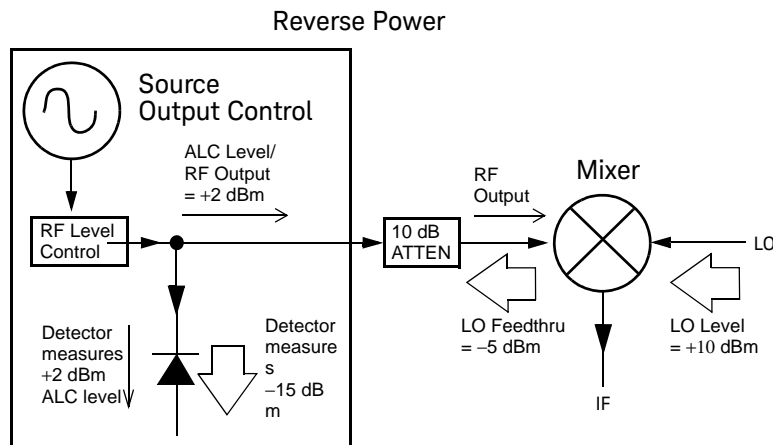 Reverse Power
Source
Output Control
ALC Level/
RF Output
= +2 dBm
RF Level
Control
Detector
measures
+2 dBm
ALC level
Detector
measure
s
−15 dB
m
10 dB
ATTEN
RF
Output
Mixer
LO
LO Feedthru
= −5 dBm
LO Level
= +10 dBm
IF